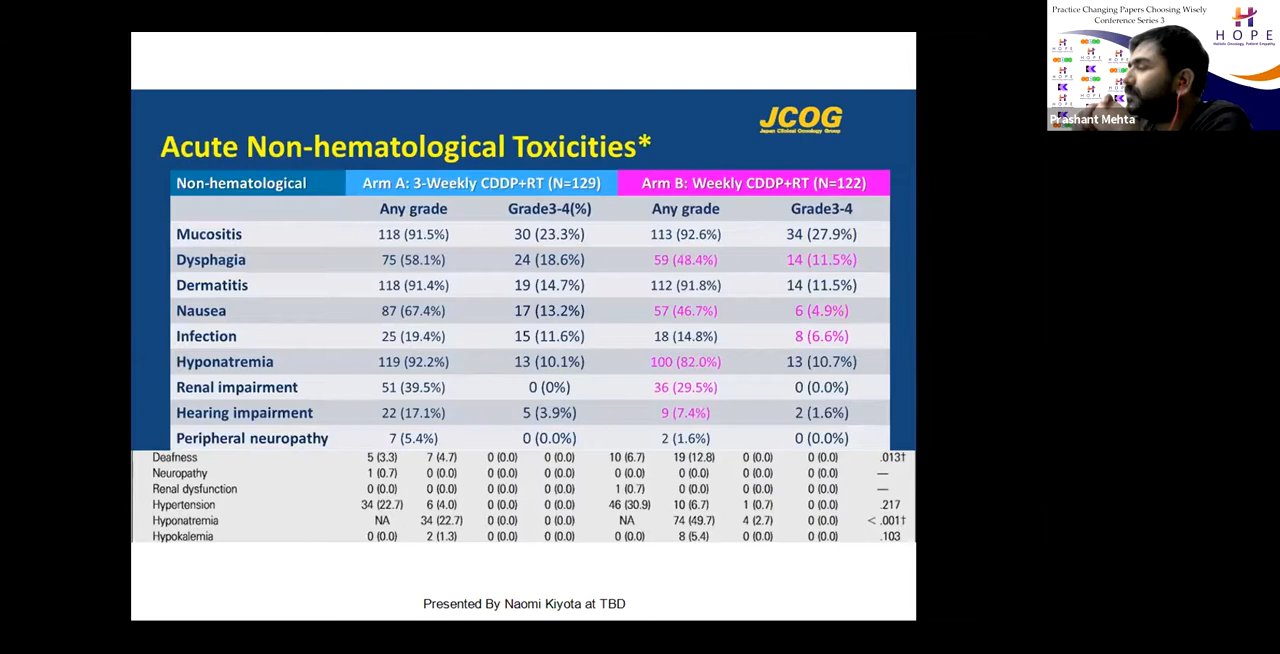 Practice Changing Papers Choosing Wisely
Conference Series 3
HOPE
Holistic Oncology, Patient Empathy
Prashant Mehta
JCOG
Japan Clinical Oncology Group
Acute Non-hematological Toxicities*
Non-hematological Arm A: 3-Weekly CDDP+RT (N=129) Arm B: Weekly CDDP+RT (N=122)
Any grade Grade3-4(%) Any grade Grade3-4
Mucositis 118 (91.5%) 30 (23.3%) 113 (92.6%) 34 (27.9%)
Dysphagia 75 (58.1%) 24 (18.6%) 59 (48.4%) 14 (11.5%)
Dermatitis 118 (91.4%) 19 (14.7%) 112 (91.8%) 14 (11.5%)
Nausea 87 (67.4%) 17 (13.2%) 57 (46.7%) 6 (4.9%)
Infection 25 (19.4%) 15 (11.6%) 18 (14.8%) 8 (6.6%)
Hyponatremia 119 (92.2%) 13 (10.1%) 100 (82.0%) 13 (10.7%)
Renal impairment 51 (39.5%) 0 (0%) 36 (29.5%) 0 (0.0%)
Hearing impairment 22 (17.1%) 5 (3.9%) 9 (7.4%) 2 (1.6%)
Peripheral neuropathy 7 (5.4%) 0 (0.0%) 2 (1.6%) 0 (0.0%)
Deafness 5 (3.3) 7 (4.7) 0 (0.0) 0 (0.0) 10 (6.7) 19 (12.8) 0 (0.0) 0 (0.0) .013†
Neuropathy 1 (0.7) 0 (0.0) 0 (0.0) 0 (0.0) 0 (0.0) 0 (0.0) 0 (0.0) 0 (0.0) —
Renal dysfunction 0 (0.0) 0 (0.0) 0 (0.0) 0 (0.0) 1 (0.7) 0 (0.0) 0 (0.0) 0 (0.0) —
Hypertension 34 (22.7) 6 (4.0) 0 (0.0) 0 (0.0) 46 (30.9) 10 (6.7) 1 (0.7) 0 (0.0) .217
Hyponatremia NA 34 (22.7) 0 (0.0) 0 (0.0) NA 74 (49.7) 4 (2.7) 0 (0.0) < .001†
Hypokalemia 0 (0.0) 2 (1.3) 0 (0.0) 0 (0.0) 0 (0.0) 8 (5.4) 0 (0.0) 0 (0.0) .103
Presented By Naomi Kiyota at TBD